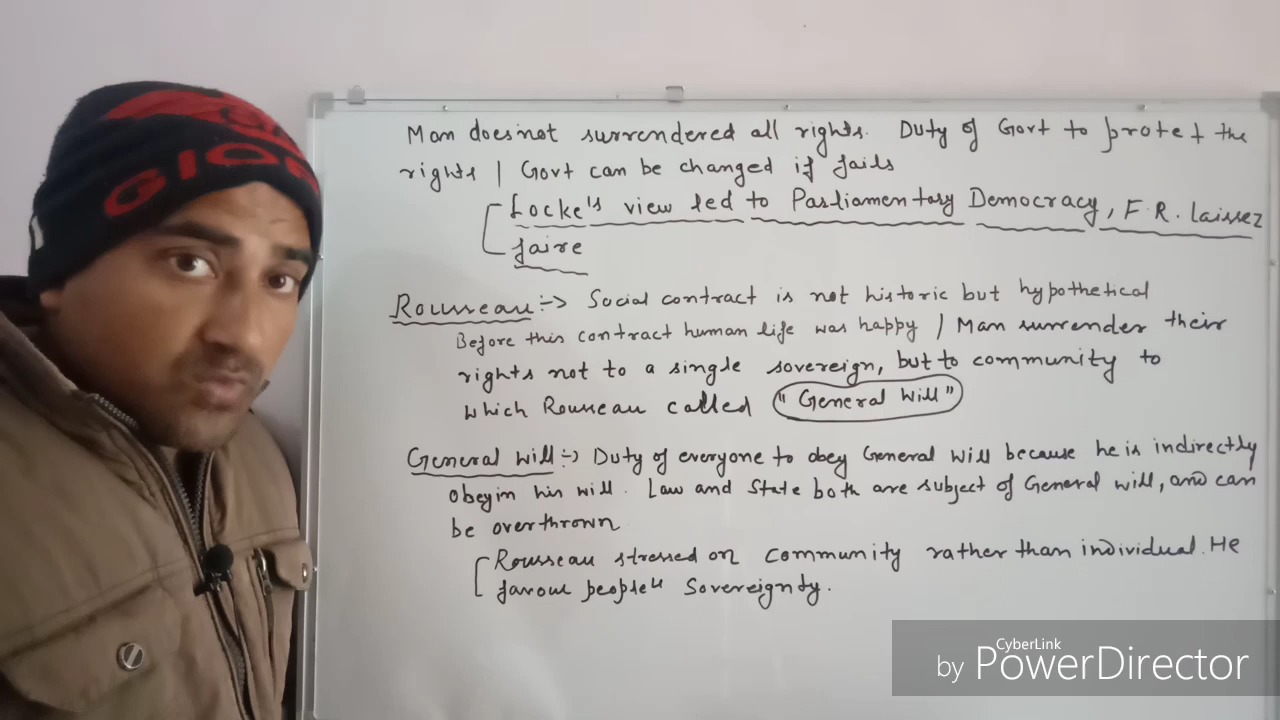 Man does not surrendered all rights. Duty of Govt to protet the
rights | Govt can be changed if fails
Locke's view led to Parliamentary Democracy, F.R. Laissez
faire
Rousseau :-> Social contract is not historic but hypothetical
Before this contract human life was happy / Man surrender their
rights not to a single sovereign, but to community to
which Rousseau called "General Will"
General will :-> Duty of everyone to obey General will because he is indirectly
obeyin his will. Law and State both are subject of General will, and can
be overthrown
Rousseau stressed on community rather than individual. He
favour people" Sovereignty.
CyberLink
by PowerDirector